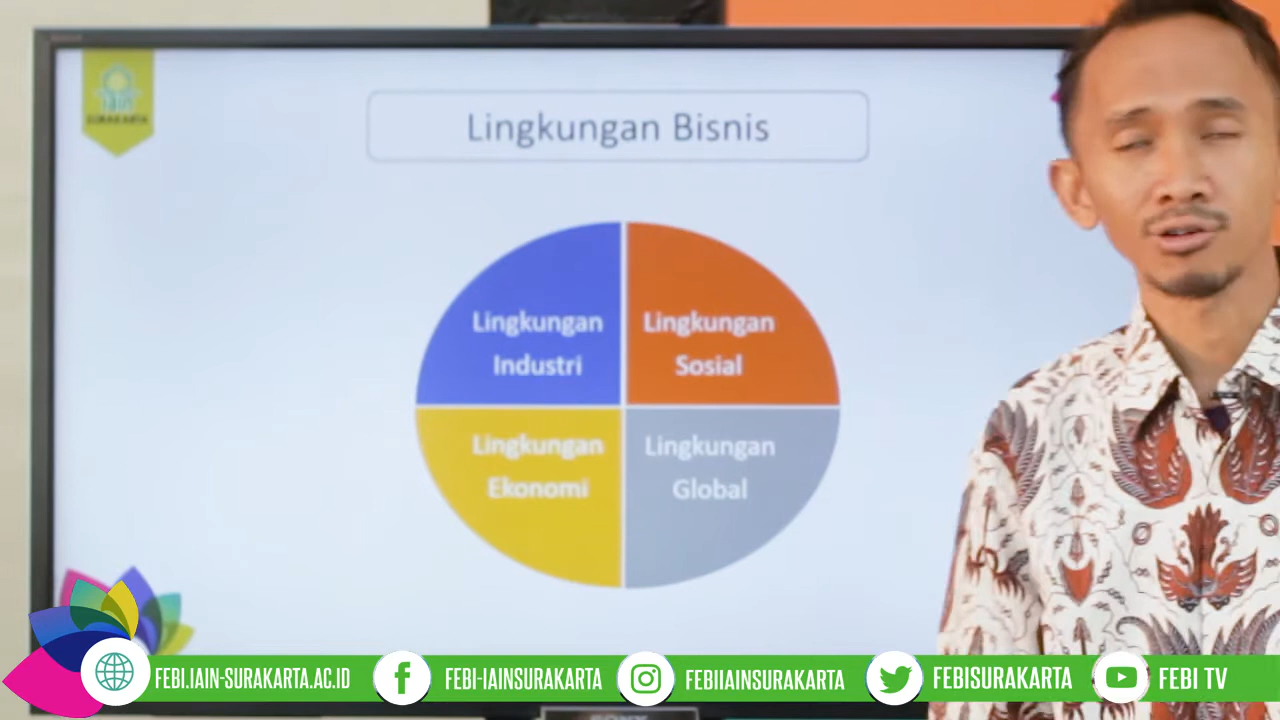 SURAKARTA
Lingkungan Bisnis
Lingkungan
Industri
Lingkungan
Sosial
Lingkungan
Ekonomi
Lingkungan
Global
FEBI.IAIN-SURAKARTA.AC.ID
FEBI-IAINSURAKARTA
FEBIIAINSURAKARTA
FEBISURAKARTA
FEBI TV
SONY